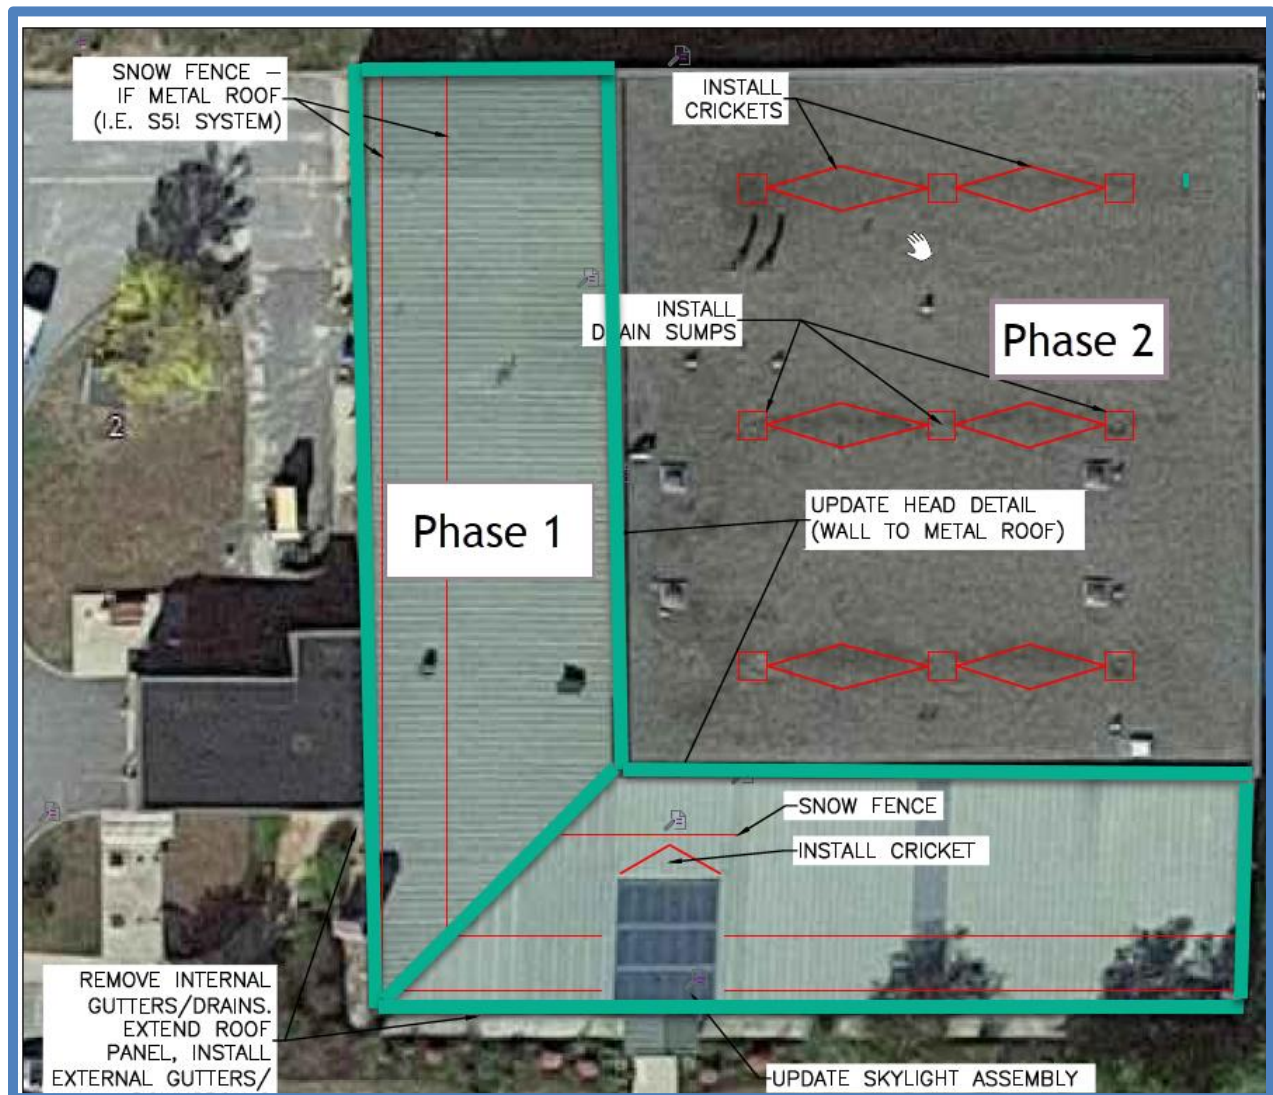 SNOW FENCE –
IF METAL ROOF
(I.E. S5! SYSTEM)
INSTALL
CRICKETS
INSTALL
D AIN SUMPS
Phase 2
2
Phase 1
UPDATE HEAD DETAIL
(WALL TO METAL ROOF)
SNOW FENCE
INSTALL CRICKET
REMOVE INTERNAL
GUTTERS/DRAINS.
EXTEND ROOF
PANEL, INSTALL
EXTERNAL GUTTERS/
UPDATE SKYLIGHT ASSEMBLY